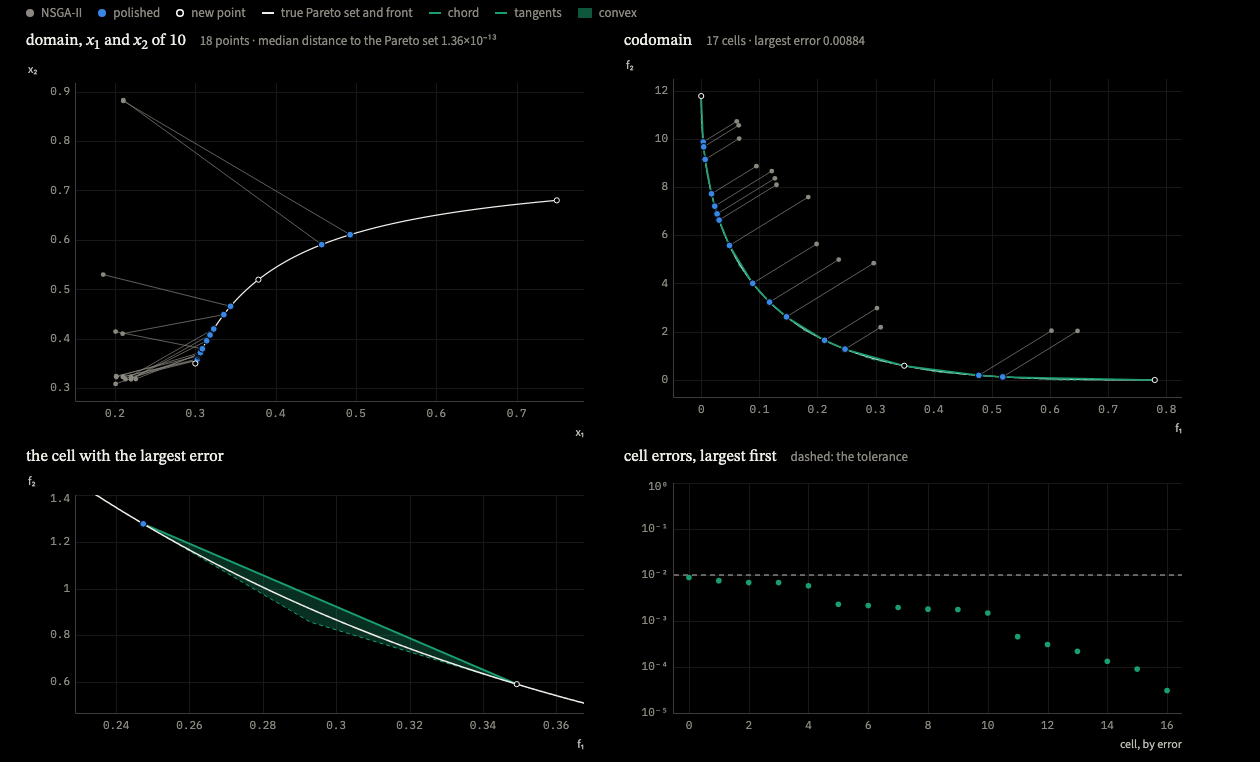 NSGA-II polished new point true Pareto set and front chord tangents convex
domain, x₁ and x₂ of 10 18 points · median distance to the Pareto set 1.36×10⁻¹³
x₂
0.9
0.8
0.7
0.6
0.5
0.4
0.3
0.2 0.3 0.4 0.5 0.6 0.7
x₁
codomain 17 cells · largest error 0.00884
f₂
12
10
8
6
4
2
0
0 0.1 0.2 0.3 0.4 0.5 0.6 0.7 0.8
f₁
the cell with the largest error
f₂
1.4
1.2
1
0.8
0.6
0.24 0.26 0.28 0.3 0.32 0.34 0.36
f₁
cell errors, largest first dashed: the tolerance
10⁰
10⁻¹
10⁻²
10⁻³
10⁻⁴
10⁻⁵
0 2 4 6 8 10 12 14 16
cell, by error